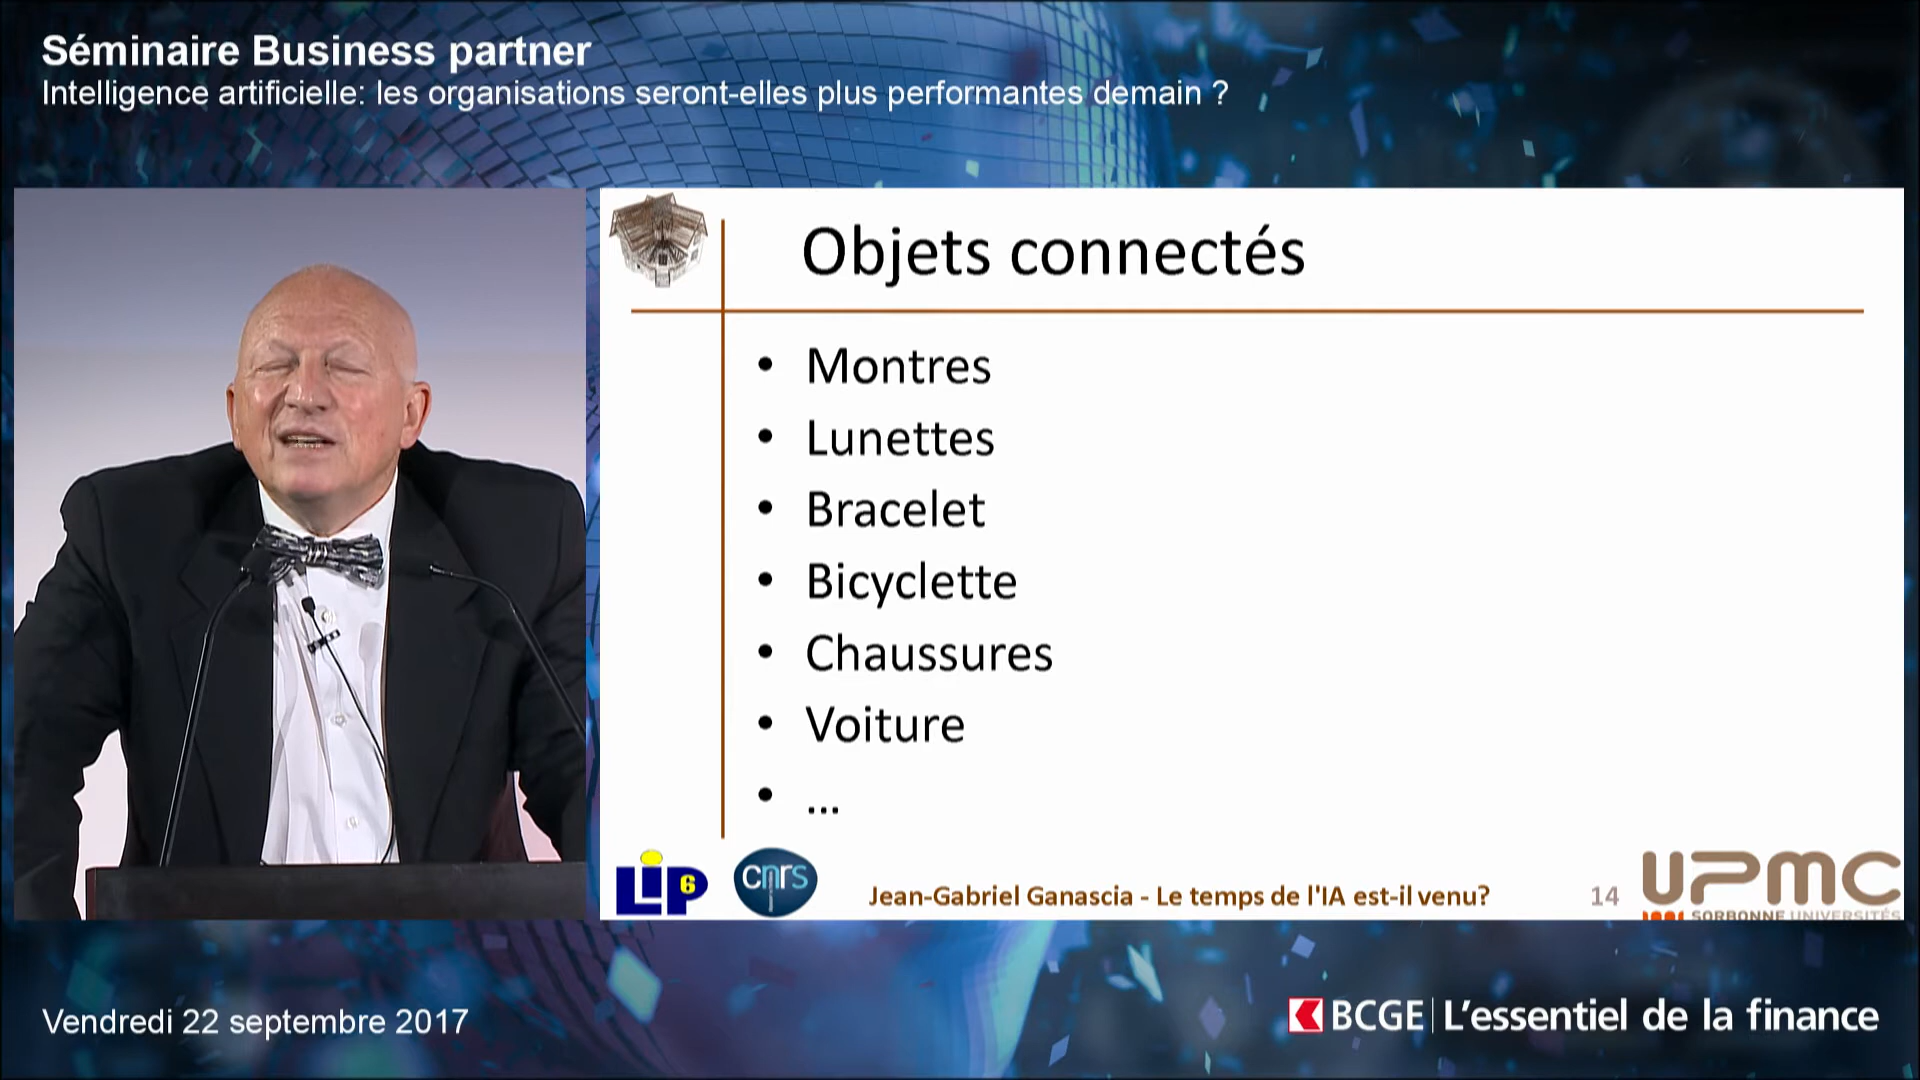 Séminaire Business partner
Intelligence artificielle: les organisations seront-elles plus performantes demain ?
Objets connectés
• Montres
• Lunettes
• Bracelet
• Bicyclette
• Chaussures
• Voiture
• ...
LIP6
cnrs
Jean-Gabriel Ganascia - Le temps de l'IA est-il venu?
14
UPMC
SORBONNE UNIVERSITÉS
Vendredi 22 septembre 2017
BCGE | L'essentiel de la finance